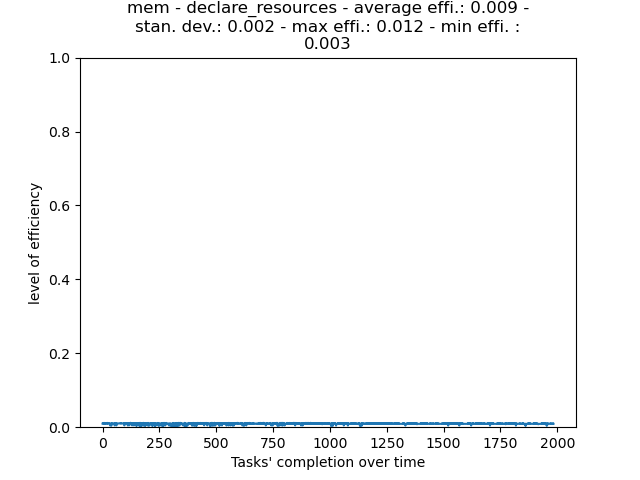 mem - declare_resources - average effi.: 0.009 -
stan. dev.: 0.002 - max effi.: 0.012 - min effi. :
0.003
1.0
0.8
0.6
0.4
0.2
0.0
level of efficiency
0 250 500 750 1000 1250 1500 1750 2000
Tasks' completion over time